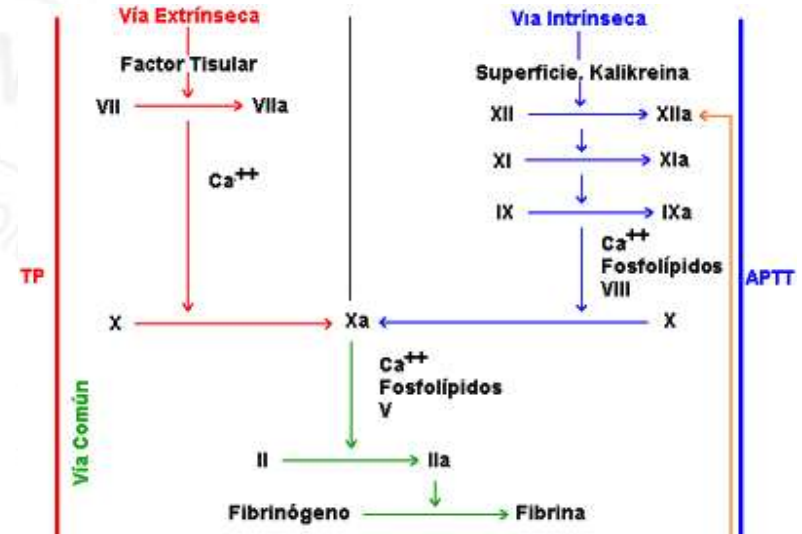 Vía Extrínseca
Vía Intrínseca
Factor Tisular
Superficie. Kalikreina
VII
VIIa
XII
XIIa
XI
XIa
Ca++
IX
IXa
Ca++
Fosfolípidos
VIII
TP
APTT
X
Xa
X
Ca++
Fosfolípidos
V
Vía Común
II
IIa
Fibrinógeno
Fibrina